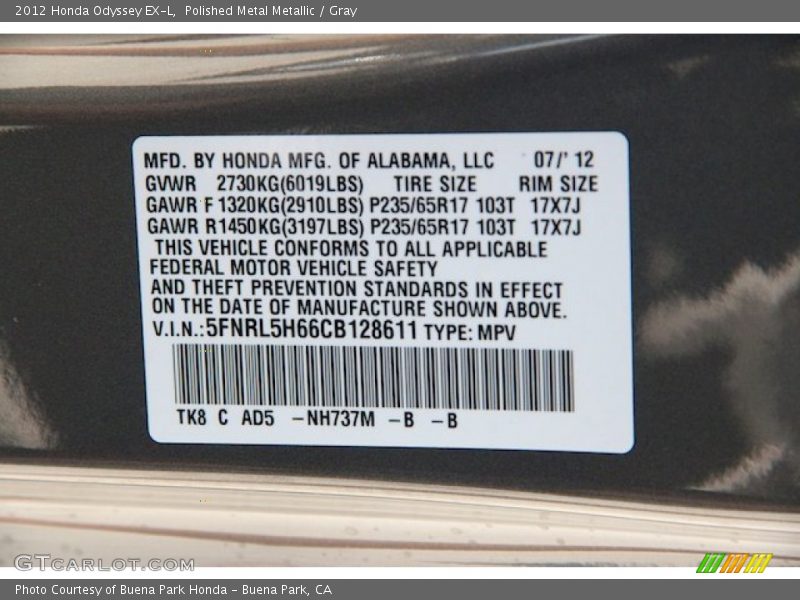 2012 Honda Odyssey EX-L,  Polished Metal Metallic / Gray
MFD. BY HONDA MFG. OF ALABAMA, LLC 07/' 12
GVWR 2730KG(6019LBS) TIRE SIZE RIM SIZE
GAWR F 1320KG(2910LBS) P235/65R17 103T 17X7J
GAWR R1450KG(3197LBS) P235/65R17 103T 17X7J
THIS VEHICLE CONFORMS TO ALL APPLICABLE
FEDERAL MOTOR VEHICLE SAFETY
AND THEFT PREVENTION STANDARDS IN EFFECT
ON THE DATE OF MANUFACTURE SHOWN ABOVE.
V.I.N.:5FNRL5H66CB128611 TYPE: MPV
TK8 C AD5 -NH737M -B -B
GTCARLOT.COM
Photo Courtesy of Buena Park Honda - Buena Park, CA